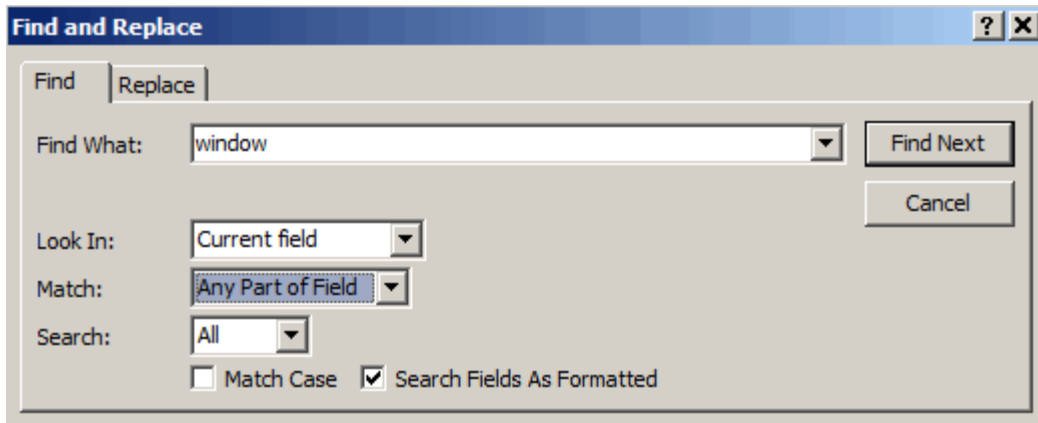 Find and Replace
Find Replace
Find What: window Find Next
Cancel
Look In: Current field
Match: Any Part of Field
Search: All
Match Case Search Fields As Formatted